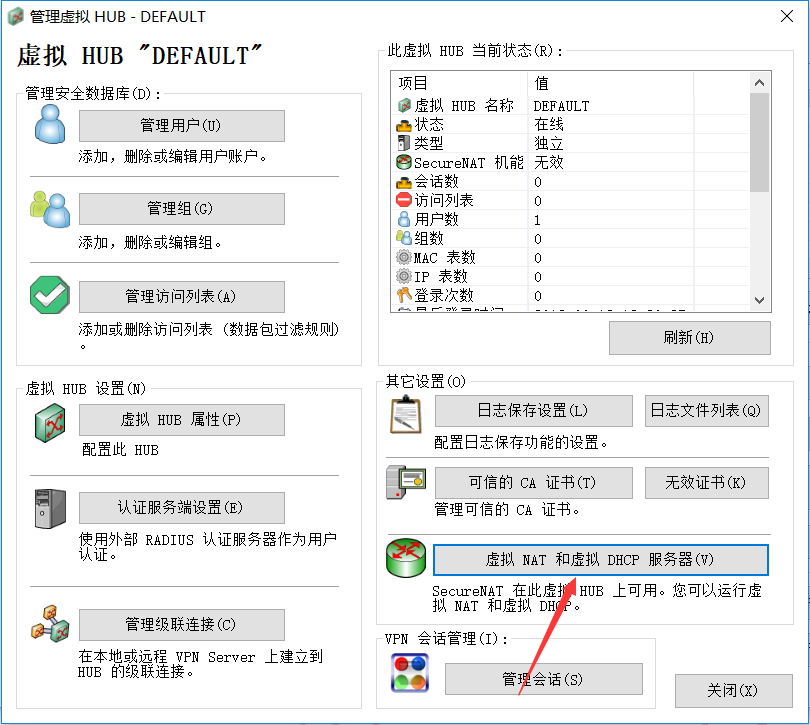 管理虚拟 HUB - DEFAULT
虚拟 HUB "DEFAULT"
管理安全数据库(D):
管理用户(U)
添加，删除或编辑用户账户。
管理组(G)
添加，删除或编辑组。
管理访问列表(A)
添加或删除访问列表 (数据包过滤规则)
。
虚拟 HUB 设置(N)
虚拟 HUB 属性(P)
配置此 HUB
认证服务端设置(E)
使用外部 RADIUS 认证服务器作为用户
认证。
管理级联连接(C)
在本地或远程 VPN Server 上建立到
HUB 的级联连接。
此虚拟 HUB 当前状态(R):
项目 值
虚拟 HUB 名称 DEFAULT
状态 在线
类型 独立
SecureNAT 机能 无效
会话数 0
访问列表 0
用户数 1
组数 0
MAC 表数 0
IP 表数 0
登录次数 0
刷新(H)
其它设置(O)
日志保存设置(L) 日志文件列表(Q)
配置日志保存功能的设置。
可信的 CA 证书(T) 无效证书(K)
管理可信的 CA 证书。
虚拟 NAT 和虚拟 DHCP 服务器(V)
SecureNAT 在此虚拟 HUB 上可用。您可以运行虚
拟 NAT 和虚拟 DHCP。
VPN 会话管理(I):
管理会话(S)
关闭(X)